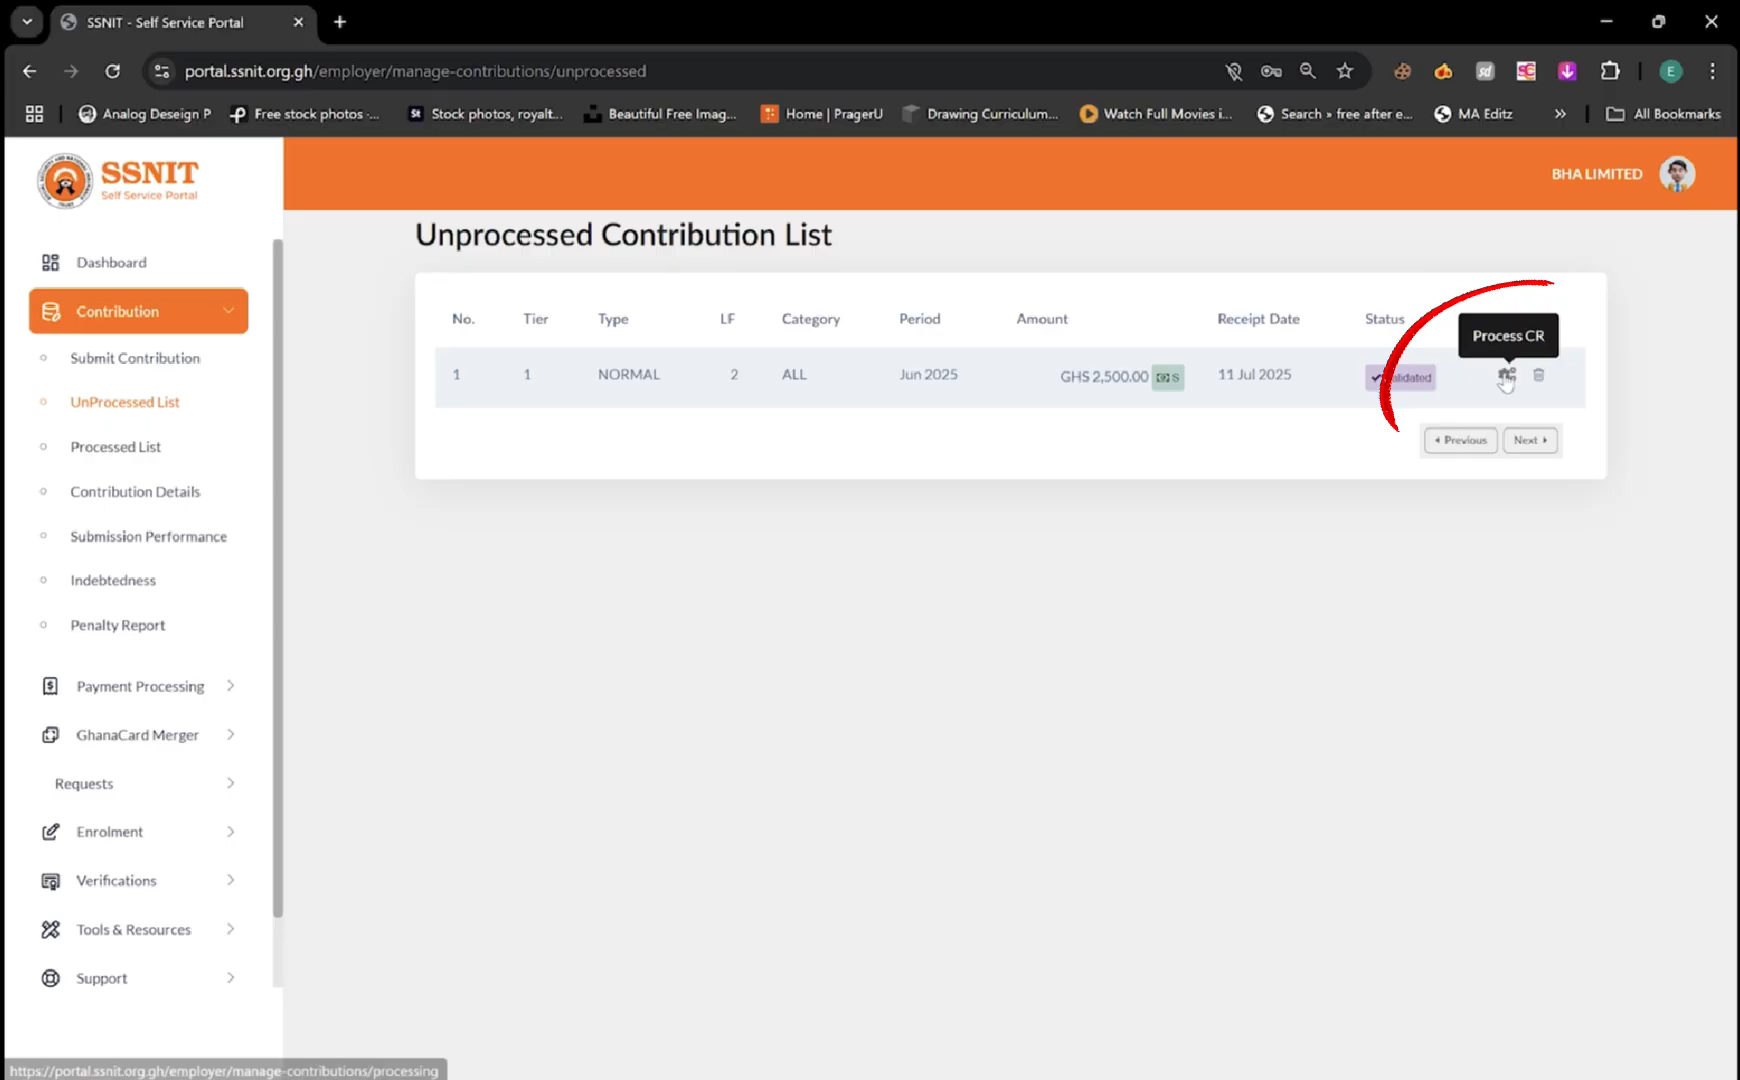 SSNIT - Self Service Portal
portal.ssnit.org.gh/employer/manage-contributions/unprocessed
sd
E
Analog Deseign P
Free stock photos -...
St
Stock photos, royalt...
Beautiful Free Imag...
Home | PragerU
Drawing Curriculum...
Watch Full Movies i...
Search » free after e...
MA Editz
All Bookmarks
SSNIT
Self Service Portal
BHA LIMITED
Unprocessed Contribution List
Dashboard
Contribution
Submit Contribution
UnProcessed List
Processed List
Contribution Details
Submission Performance
Indebtedness
Penalty Report
Payment Processing
GhanaCard Merger
Requests
Enrolment
Verifications
Tools & Resources
Support
No. Tier Type LF Category Period Amount Receipt Date Status
Process CR
1 1 NORMAL 2 ALL Jun 2025 GHS 2,500.00 S 11 Jul 2025
Previous Next
https://portal.ssnit.org.gh/employer/manage-contributions/processing